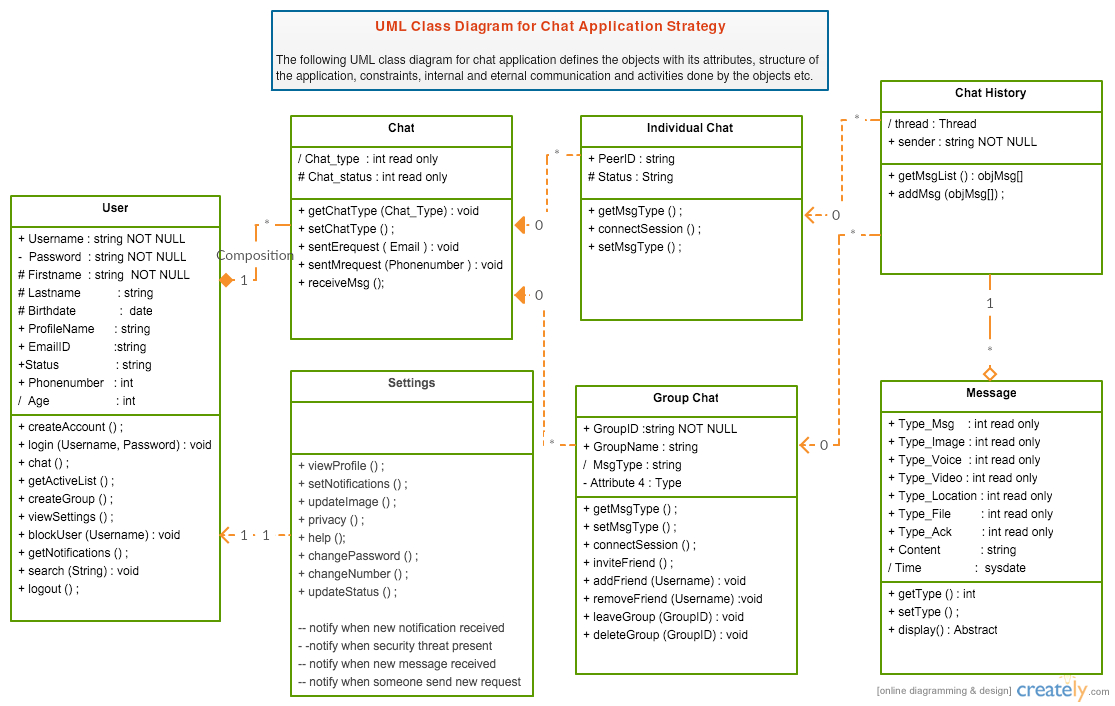 UML Class Diagram for Chat Application Strategy
The following UML class diagram for chat application defines the objects with its attributes, structure of
the application, constraints, internal and eternal communication and activities done by the objects etc.
User
+ Username : string NOT NULL
- Password : string NOT NULL
# Firstname : string NOT NULL
# Lastname : string
# Birthdate : date
+ ProfileName : string
+ EmailID :string
+Status : string
+ Phonenumber : int
/ Age : int
+ createAccount () ;
+ login (Username, Password) : void
+ chat () ;
+ getActiveList () ;
+ createGroup () ;
+ viewSettings () ;
+ blockUser (Username) : void
+ getNotifications () ;
+ search (String) : void
+ logout () ;
*
Composition
1
1 1
Chat
/ Chat_type : int read only
# Chat_status : int read only
+ getChatType (Chat_Type) : void
+ setChatType () ;
+ sentErequest ( Email ) : void
+ sentMrequest (Phonenumber ) : void
+ receiveMsg ();
Settings
+ viewProfile () ;
+ setNotifications () ;
+ updateImage () ;
+ privacy () ;
+ help ();
+ changePassword () ;
+ changeNumber () ;
+ updateStatus () ;
-- notify when new notification received
- -notify when security threat present
-- notify when new message received
-- notify when someone send new request
*
0
0
*
Individual Chat
+ PeerID : string
# Status : String
+ getMsgType () ;
+ connectSession () ;
+ setMsgType () ;
Group Chat
+ GroupID :string NOT NULL
+ GroupName : string
/ MsgType : string
- Attribute 4 : Type
+ getMsgType () ;
+ setMsgType () ;
+ connectSession () ;
+ inviteFriend () ;
+ addFriend (Username) : void
+ removeFriend (Username) :void
+ leaveGroup (GroupID) : void
+ deleteGroup (GroupID) : void
*
0
*
0
Chat History
/ thread : Thread
+ sender : string NOT NULL
+ getMsgList () : objMsg[]
+ addMsg (objMsg[]) ;
1
*
Message
+ Type_Msg : int read only
+ Type_Image : int read only
+ Type_Voice : int read only
+ Type_Video : int read only
+ Type_Location : int read only
+ Type_File : int read only
+ Type_Ack : int read only
+ Content : string
/ Time : sysdate
+ getType () : int
+ setType () ;
+ display() : Abstract
[online diagramming & design] creately.com